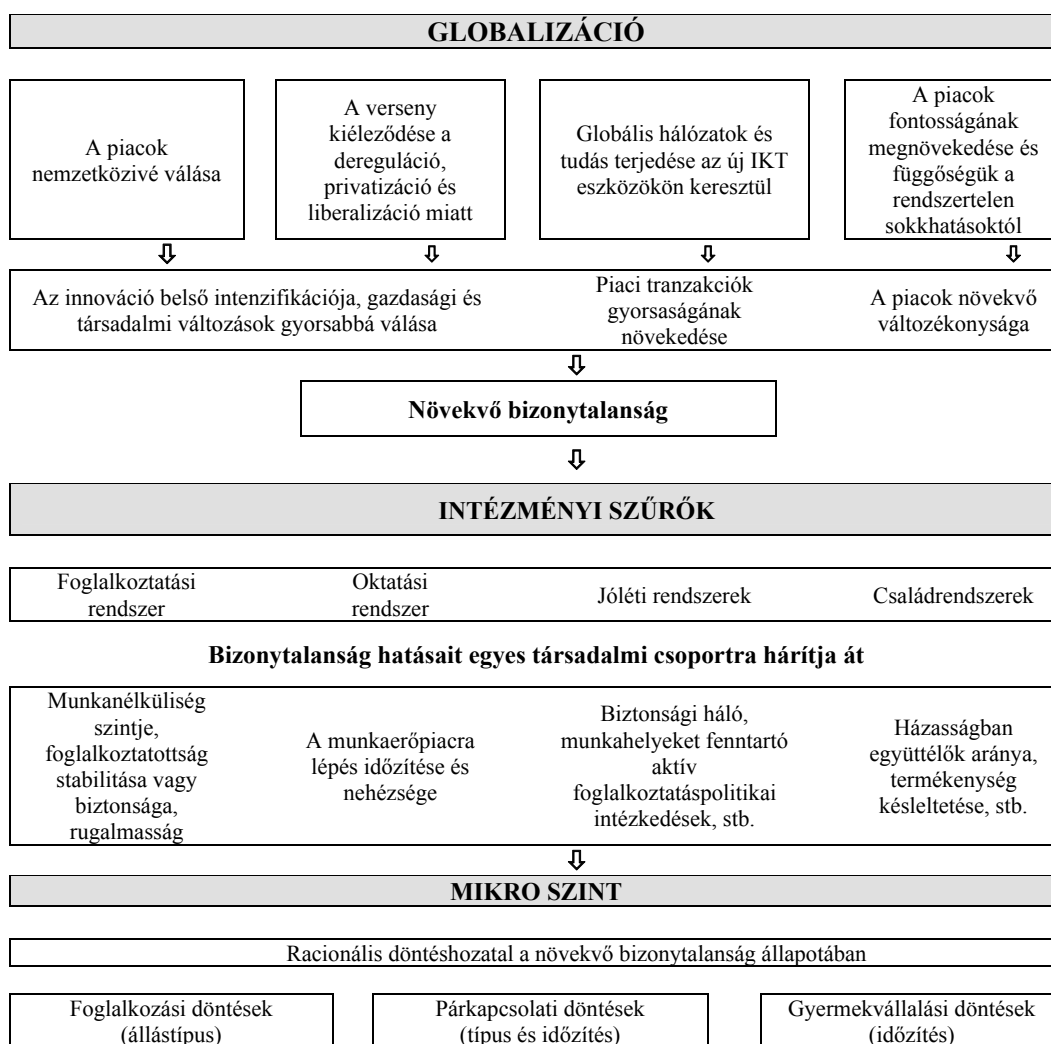 GLOBALIZÁCIÓ
A piacok
nemzetközivé válása
A verseny
kiéleződése a
dereguláció,
privatizáció és
liberalizáció miatt
Globális hálózatok és
tudás terjedése az új IKT
eszközökön keresztül
A piacok
fontosságának
megnövekedése és
függőségük a
rendszertelen
sokkhatásoktól
Az innováció belső intenzifikációja, gazdasági és
társadalmi változások gyorsabbá válása
Piaci tranzakciók
gyorsaságának
növekedése
A piacok növekvő
változékonysága
Növekvő bizonytalanság
INTÉZMÉNYI SZŰRŐK
Foglalkoztatási
rendszer
Oktatási
rendszer
Jóléti rendszerek
Családrendszerek
Bizonytalanság hatásait egyes társadalmi csoportra hárítja át
Munkanélküliség
szintje,
foglalkoztatottság
stabilitása vagy
biztonsága,
rugalmasság
A munkaerőpiacra
lépés időzítése és
nehézsége
Biztonsági háló,
munkahelyeket fenntartó
aktív
foglalkoztatáspolitikai
intézkedések, stb.
Házasságban
együttélők aránya,
termékenység
késleltetése, stb.
MIKRO SZINT
Racionális döntéshozatal a növekvő bizonytalanság állapotában
Foglalkozási döntések
(állástípus)
Párkapcsolati döntések
(típus és időzítés)
Gyermekvállalási döntések
(időzítés)